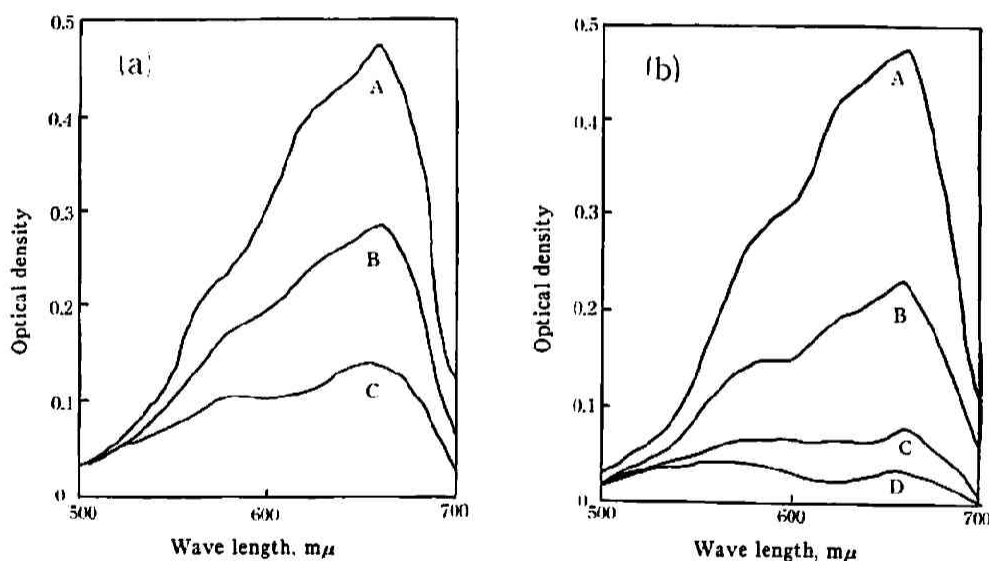 (a)
0.5
0.4
0.3
0.2
0.1
0
A
B
C
500
600
700
Optical density
Wave length, mμ
(b)
0.5
0.4
0.3
0.2
0.1
0
A
B
C
D
500
600
700
Optical density
Wave length, mμ